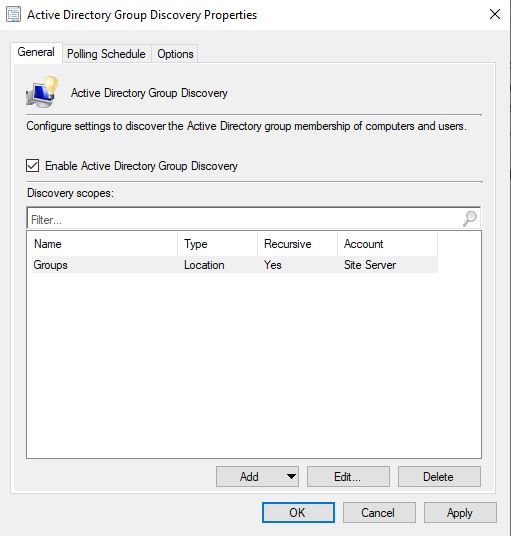 Active Directory Group Discovery Properties
General Polling Schedule Options
Active Directory Group Discovery
Configure settings to discover the Active Directory group membership of computers and users.
Enable Active Directory Group Discovery
Discovery scopes:
Filter...
Name Type Recursive Account
Groups Location Yes Site Server
Add Edit... Delete
OK Cancel Apply